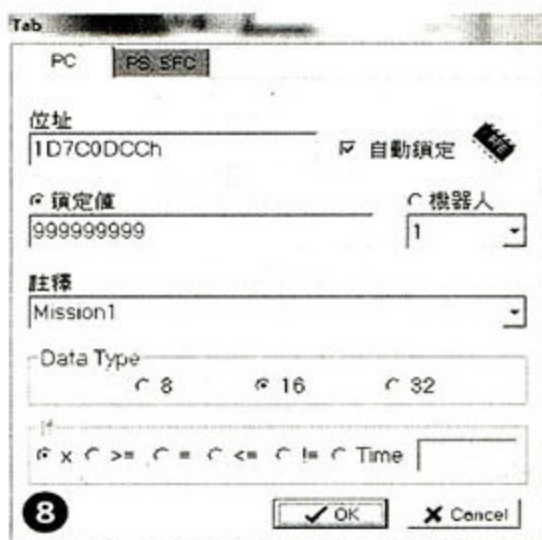 Tab
PC PS, SFC
位址
1D7C0DCCh 自動鎖定
鎖定值 機器人
999999999 1
註釋
Mission1
Data Type
8 16 32
If
x >= = <= != Time
8 OK Cancel